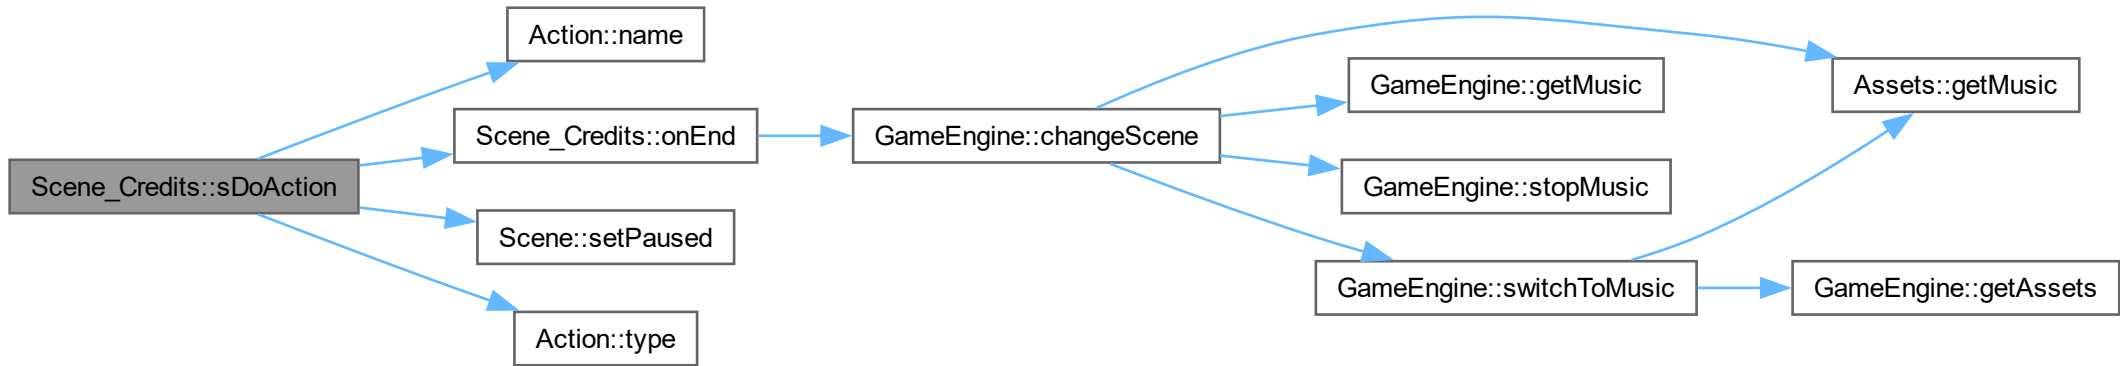 Scene_Credits::sDoAction
Action::name
Scene_Credits::onEnd
Scene::setPaused
Action::type
GameEngine::changeScene
GameEngine::getMusic
GameEngine::stopMusic
GameEngine::switchToMusic
Assets::getMusic
GameEngine::getAssets